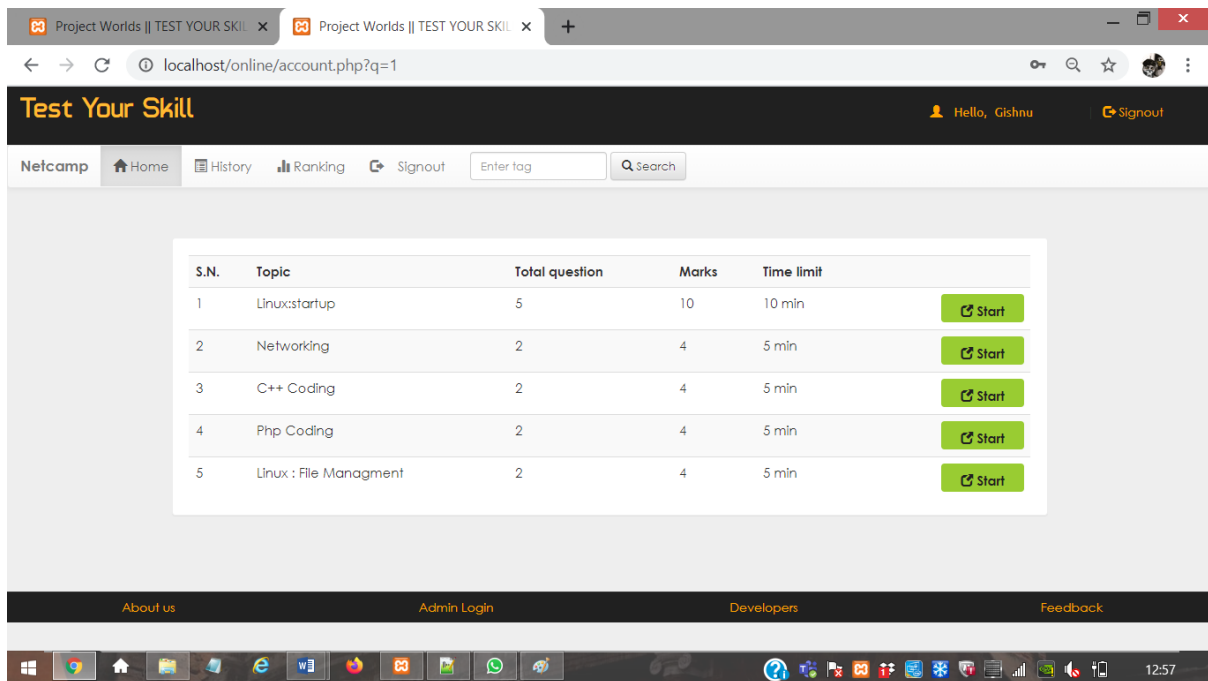 Project Worlds || TEST YOUR SKIL Project Worlds || TEST YOUR SKIL
localhost/online/account.php?q=1
Test Your Skill Hello, Gishnu Signout
Netcamp Home History Ranking Signout Enter tag Search
S.N. Topic Total question Marks Time limit
1 Linux:startup 5 10 10 min Start
2 Networking 2 4 5 min Start
3 C++ Coding 2 4 5 min Start
4 Php Coding 2 4 5 min Start
5 Linux : File Managment 2 4 5 min Start
About us Admin Login Developers Feedback
12:57